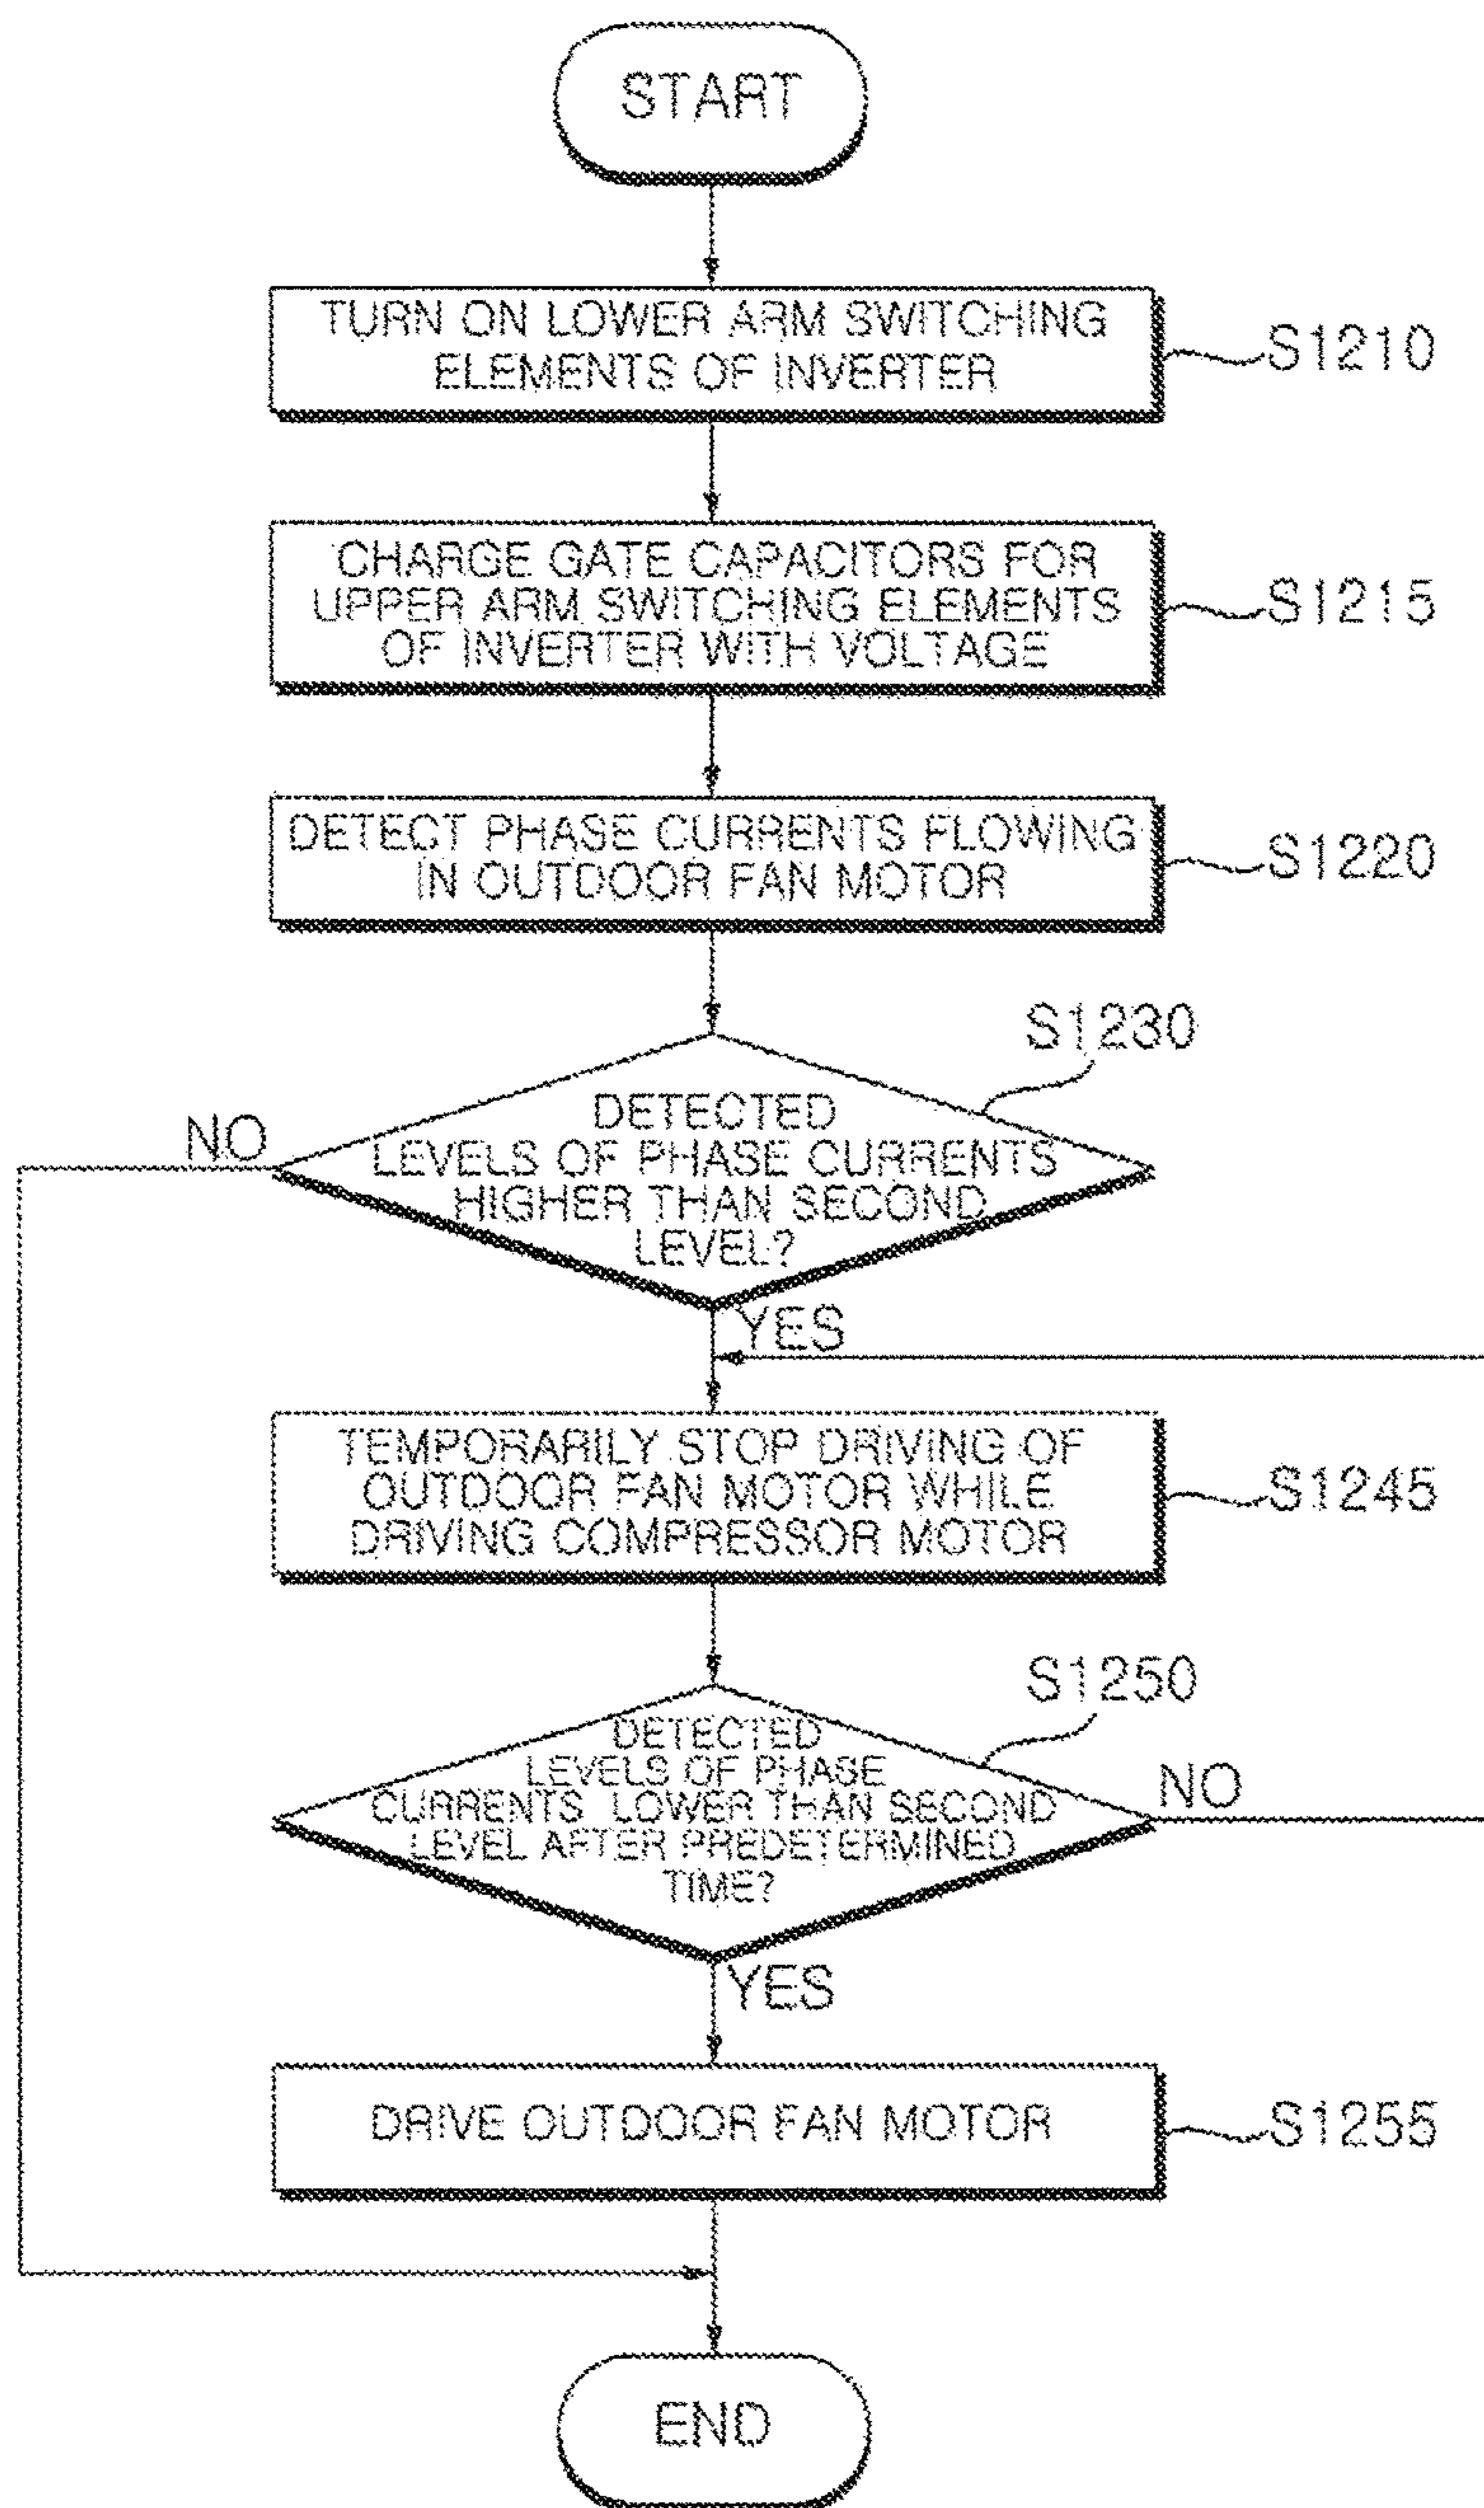 START
TURN ON LOWER ARM SWITCHING
ELEMENTS OF INVERTER
S1210
CHARGE GATE CAPACITORS FOR
UPPER ARM SWITCHING ELEMENTS
OF INVERTER WITH VOLTAGE
S1215
DETECT PHASE CURRENTS FLOWING
IN OUTDOOR FAN MOTOR
S1220
S1230
NO
DETECTED
LEVELS OF PHASE CURRENTS
HIGHER THAN SECOND
LEVEL?
YES
TEMPORARILY STOP DRIVING OF
OUTDOOR FAN MOTOR WHILE
DRIVING COMPRESSOR MOTOR
S1245
S1250
DETECTED
LEVELS OF PHASE
CURRENTS LOWER THAN SECOND
LEVEL AFTER PREDETERMINED
TIME?
NO
YES
DRIVE OUTDOOR FAN MOTOR
S1255
END